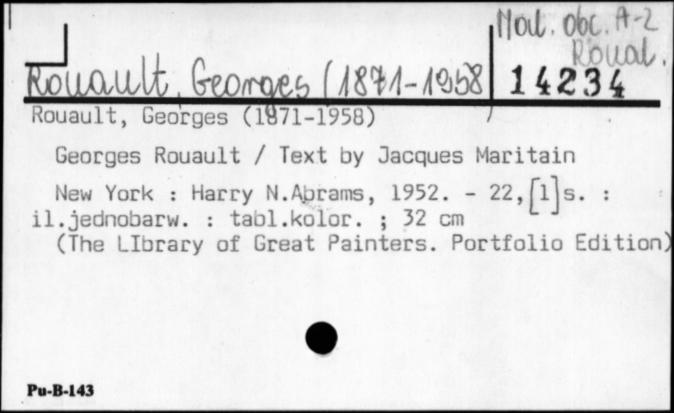 Mal. obc. A-2
Roual.
Rouault, Georges (1871-1958
14234
Rouault, Georges (1871-1958)
Georges Rouault / Text by Jacques Maritain
New York : Harry N.Abrams, 1952. - 22,[1]s. :
il.jednobarw. : tabl.kolor. ; 32 cm
(The LIbrary of Great Painters. Portfolio Edition)
Pu-B-143